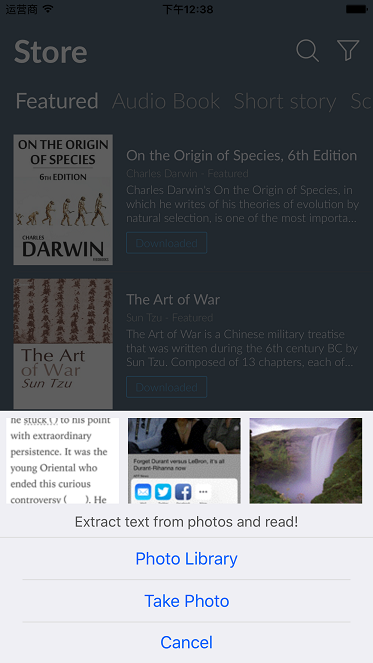 运营商 下午12:38
Store
Featured Audio Book Short story Sc
ON THE ORIGIN
OF SPECIES
6TH EDITION
CHARLES
DARWIN
On the Origin of Species, 6th Edition
Charles Darwin - Featured
Charles Darwin's On the Origin of Species, in
which he writes of his theories of evolution by
natural selection, is one of the most importa...
Downloaded
The Art
of War
Sun Tzu
The Art of War
Sun Tzu - Featured
The Art of War is a Chinese military treatise
that was written during the 6th century BC by
Sun Tzu. Composed of 13 chapters, each of...
Downloaded
he stuck ( ) to his point
with extraordinary
persistence. It was the
young Oriental who
ended this curious
controversy ( ). He
Forget Durant versus LeBron, it's all
Durant-Rihanna now
Extract text from photos and read!
Photo Library
Take Photo
Cancel